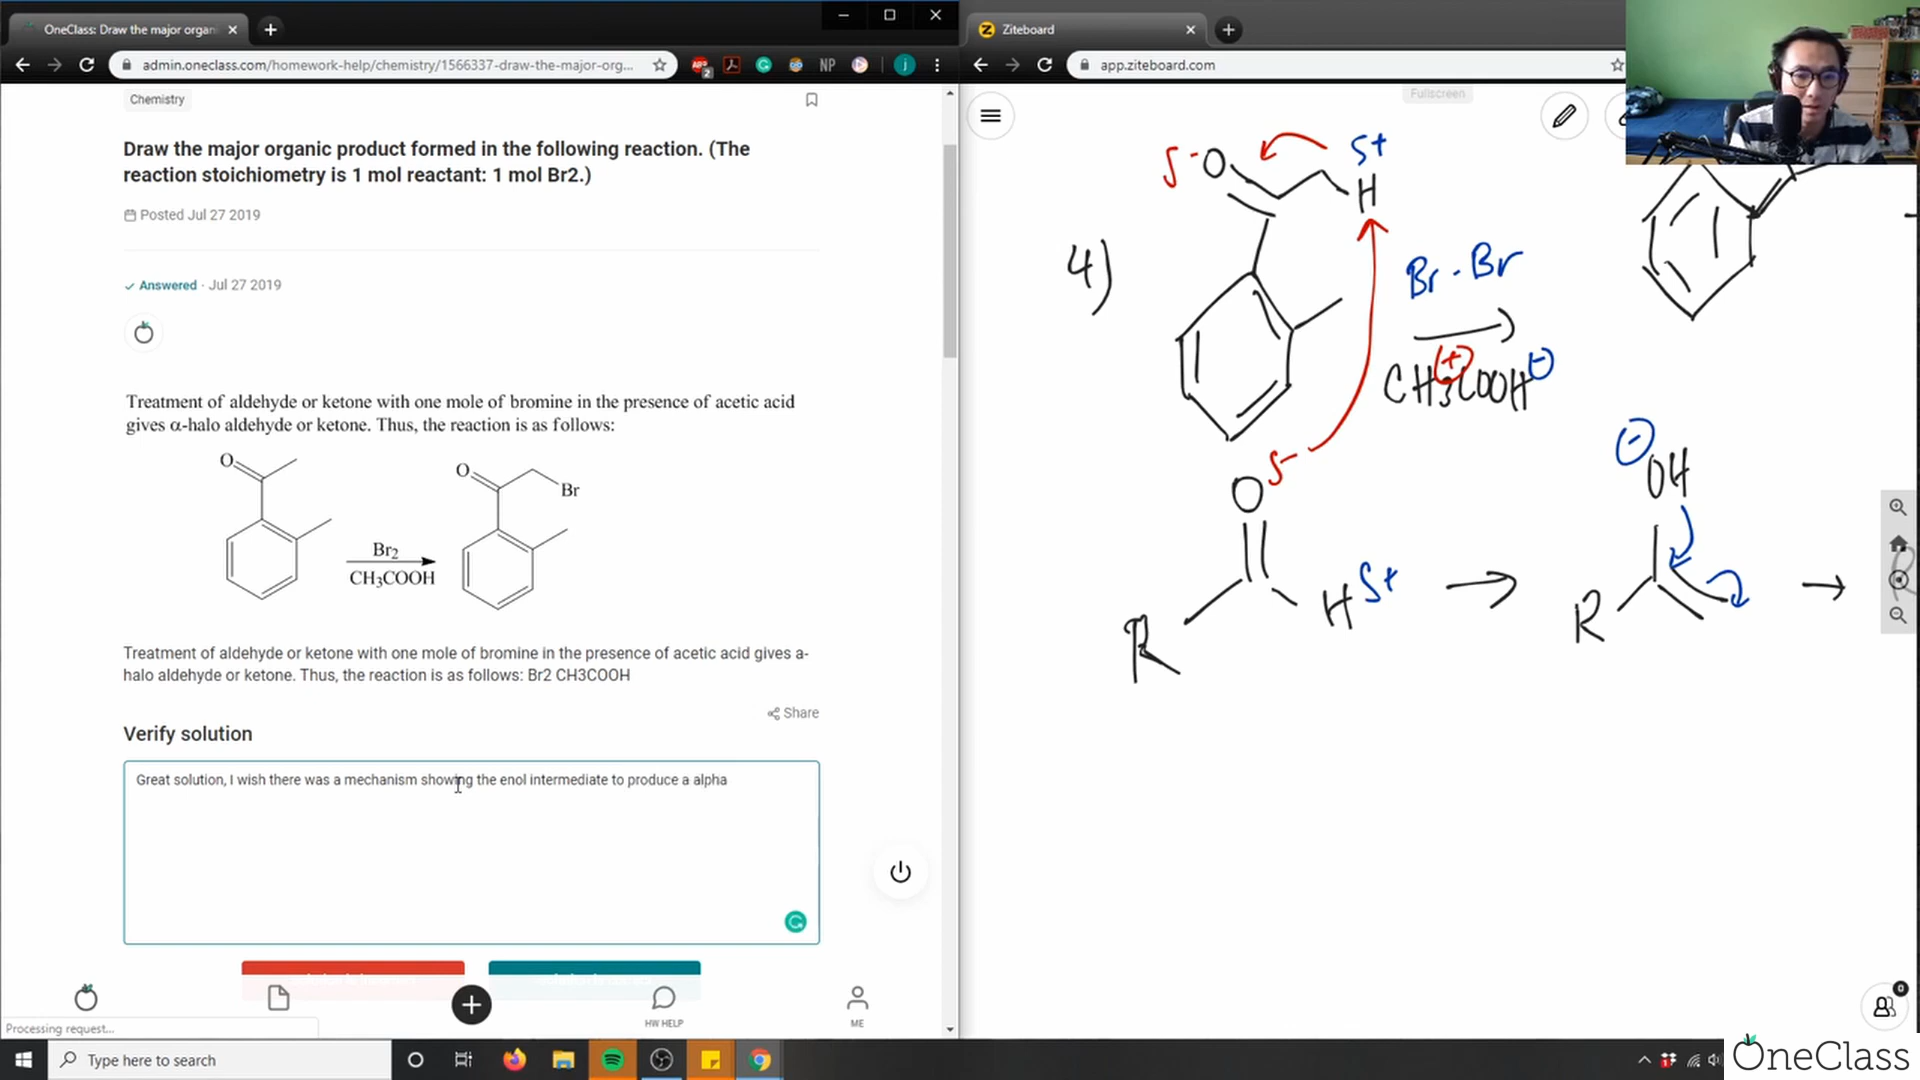 OneClass: Draw the major organi
Ziteboard
admin.oneclass.com/homework-help/chemistry/1566337-draw-the-major-org...
2
NP
j
app.ziteboard.com
Chemistry
Fullscreen
Draw the major organic product formed in the following reaction. (The
reaction stoichiometry is 1 mol reactant: 1 mol Br2.)
Posted Jul 27 2019
Answered · Jul 27 2019
Treatment of aldehyde or ketone with one mole of bromine in the presence of acetic acid
gives α-halo aldehyde or ketone. Thus, the reaction is as follows:
O
O
Br
Br2
CH3COOH
Treatment of aldehyde or ketone with one mole of bromine in the presence of acetic acid gives a-
halo aldehyde or ketone. Thus, the reaction is as follows: Br2 CH3COOH
Share
Verify solution
Great solution, I wish there was a mechanism showing the enol intermediate to produce a alpha
HW HELP
ME
Processing request...
Type here to search
δ- O
δ+
H
4)
Br - Br
CH3COOH
+
-
O δ-
H δ+
R
-
OH
R
0
OneClass